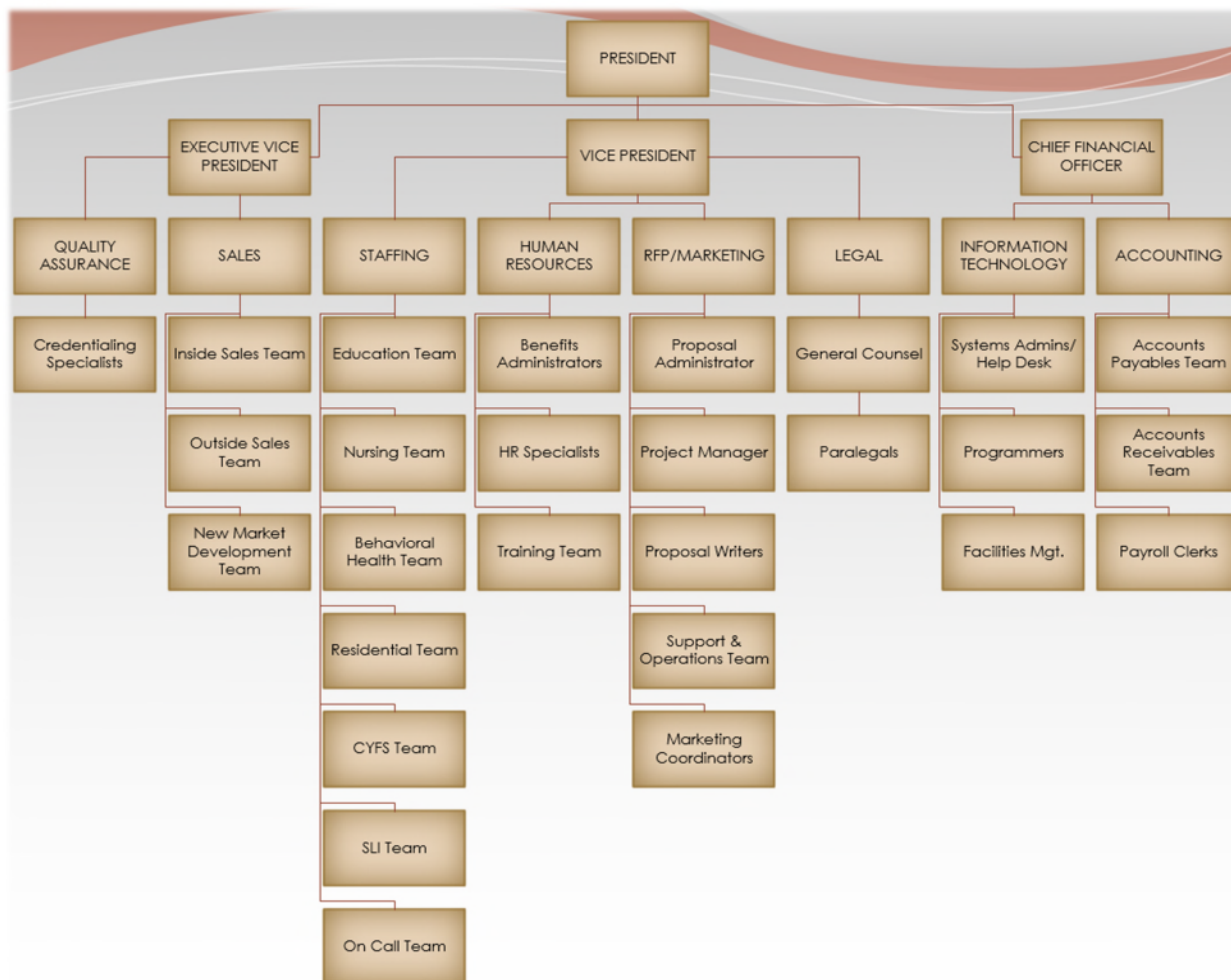 PRESIDENT
EXECUTIVE VICE
PRESIDENT
VICE PRESIDENT
CHIEF FINANCIAL
OFFICER
QUALITY
ASSURANCE
SALES
STAFFING
HUMAN
RESOURCES
RFP/MARKETING
LEGAL
INFORMATION
TECHNOLOGY
ACCOUNTING
Credentialing
Specialists
Inside Sales Team
Education Team
Benefits
Administrators
Proposal
Administrator
General Counsel
Systems Admins/
Help Desk
Accounts
Payables Team
Outside Sales
Team
Nursing Team
HR Specialists
Project Manager
Paralegals
Programmers
Accounts
Receivables
Team
New Market
Development
Team
Behavioral
Health Team
Training Team
Proposal Writers
Facilities Mgt.
Payroll Clerks
Residential Team
Support &
Operations Team
CYFS Team
Marketing
Coordinators
SLI Team
On Call Team